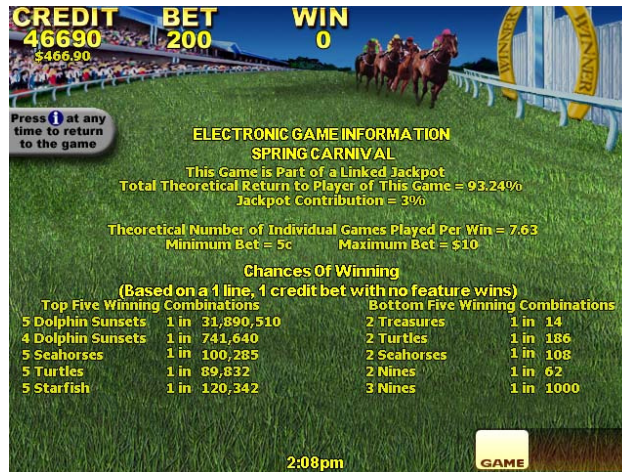 CREDIT BET WIN
46690 200 0
$466.90
WINNER WINNER
Press i at any
time to return
to the game
ELECTRONIC GAME INFORMATION
SPRING CARNIVAL
This Game is Part of a Linked Jackpot
Total Theoretical Return to Player of This Game = 93.24%
Jackpot Contribution = 3%
Theoretical Number of Individual Games Played Per Win = 7.63
Minimum Bet = 5c Maximum Bet = $10
Chances Of Winning
(Based on a 1 line, 1 credit bet with no feature wins)
Top Five Winning Combinations Bottom Five Winning Combinations
5 Dolphin Sunsets 1 in 31,890,510 2 Treasures 1 in 14
4 Dolphin Sunsets 1 in 741,640 2 Turtles 1 in 186
5 Seahorses 1 in 100,285 2 Seahorses 1 in 108
5 Turtles 1 in 89,832 2 Nines 1 in 62
5 Starfish 1 in 120,342 3 Nines 1 in 1000
2:08pm
GAME